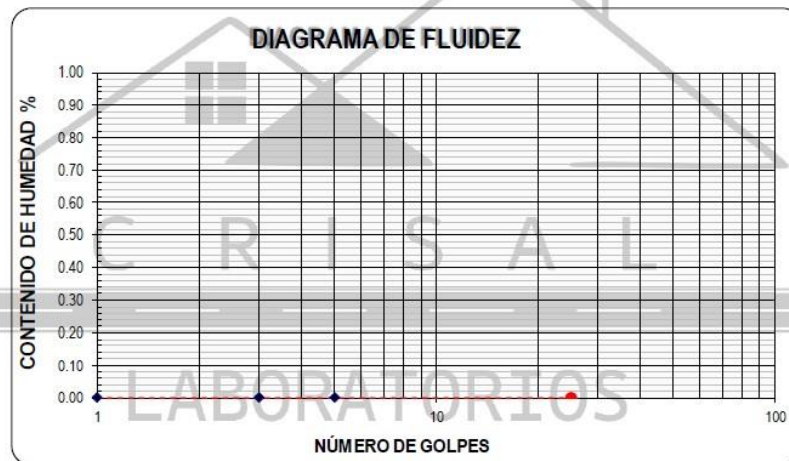 DIAGRAMA DE FLUIDEZ
CONTENIDO DE HUMEDAD %
1.00
0.90
0.80
0.70
0.60
0.50
0.40
0.30
0.20
0.10
0.00
CRISAL
LABORATORIOS
1 10 100
NÚMERO DE GOLPES